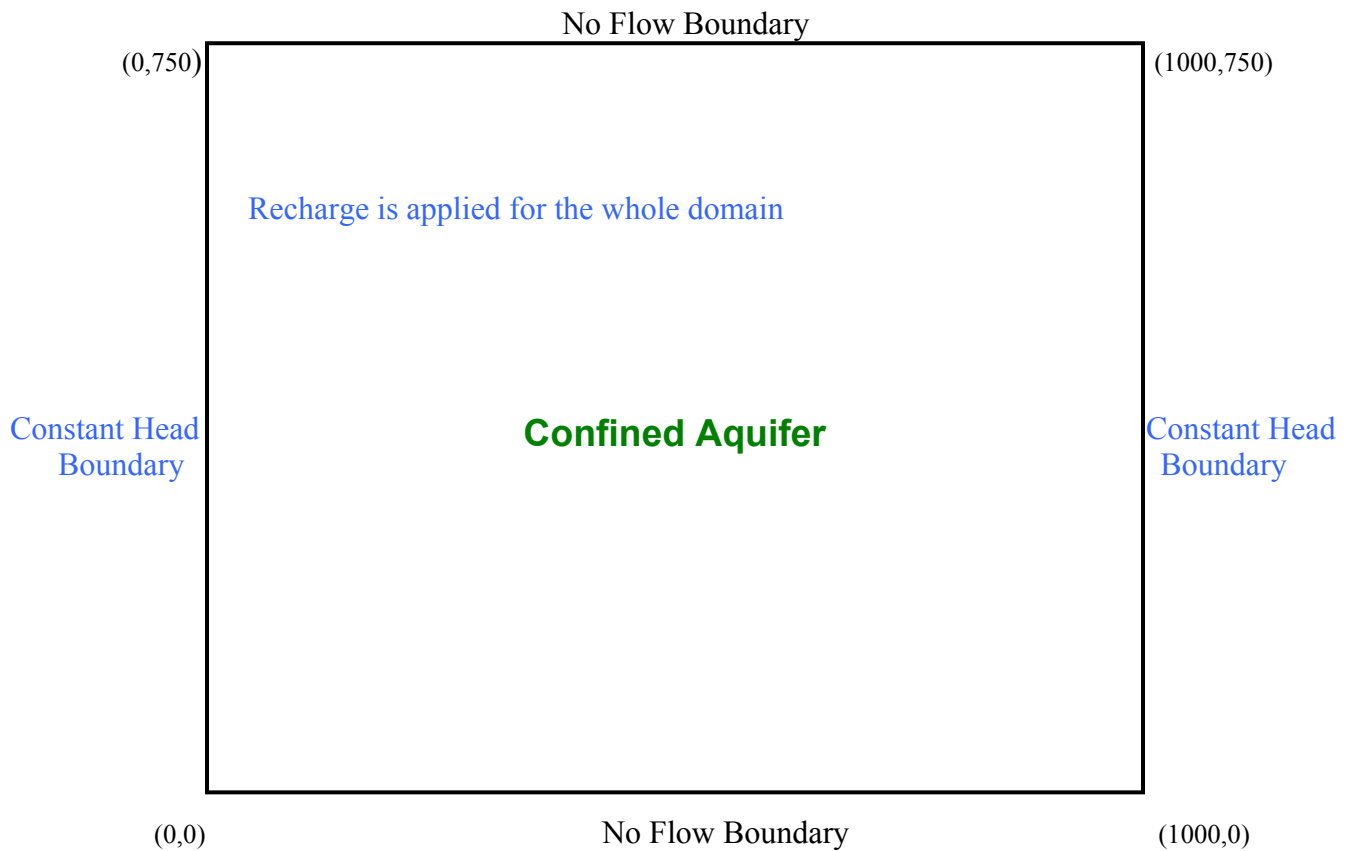 No Flow Boundary
(0,750)
(1000,750)
Recharge is applied for the whole domain
Constant Head
Boundary
Confined Aquifer
Constant Head
Boundary
(0,0)
No Flow Boundary
(1000,0)